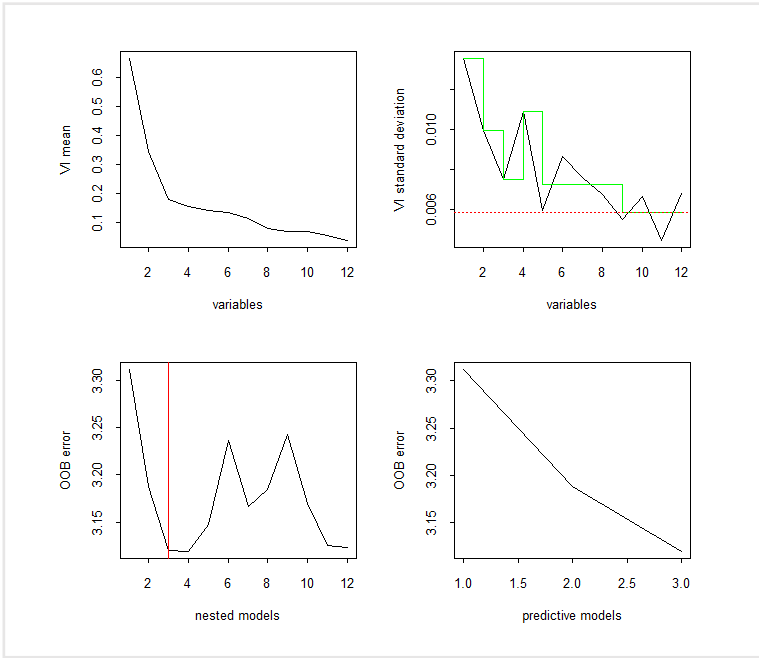 VI mean
0.1 0.2 0.3 0.4 0.5 0.6
2 4 6 8 10 12
variables
VI standard deviation
0.006 0.010
2 4 6 8 10 12
variables
OOB error
3.15 3.20 3.25 3.30
2 4 6 8 10 12
nested models
OOB error
3.15 3.20 3.25 3.30
1.0 1.5 2.0 2.5 3.0
predictive models